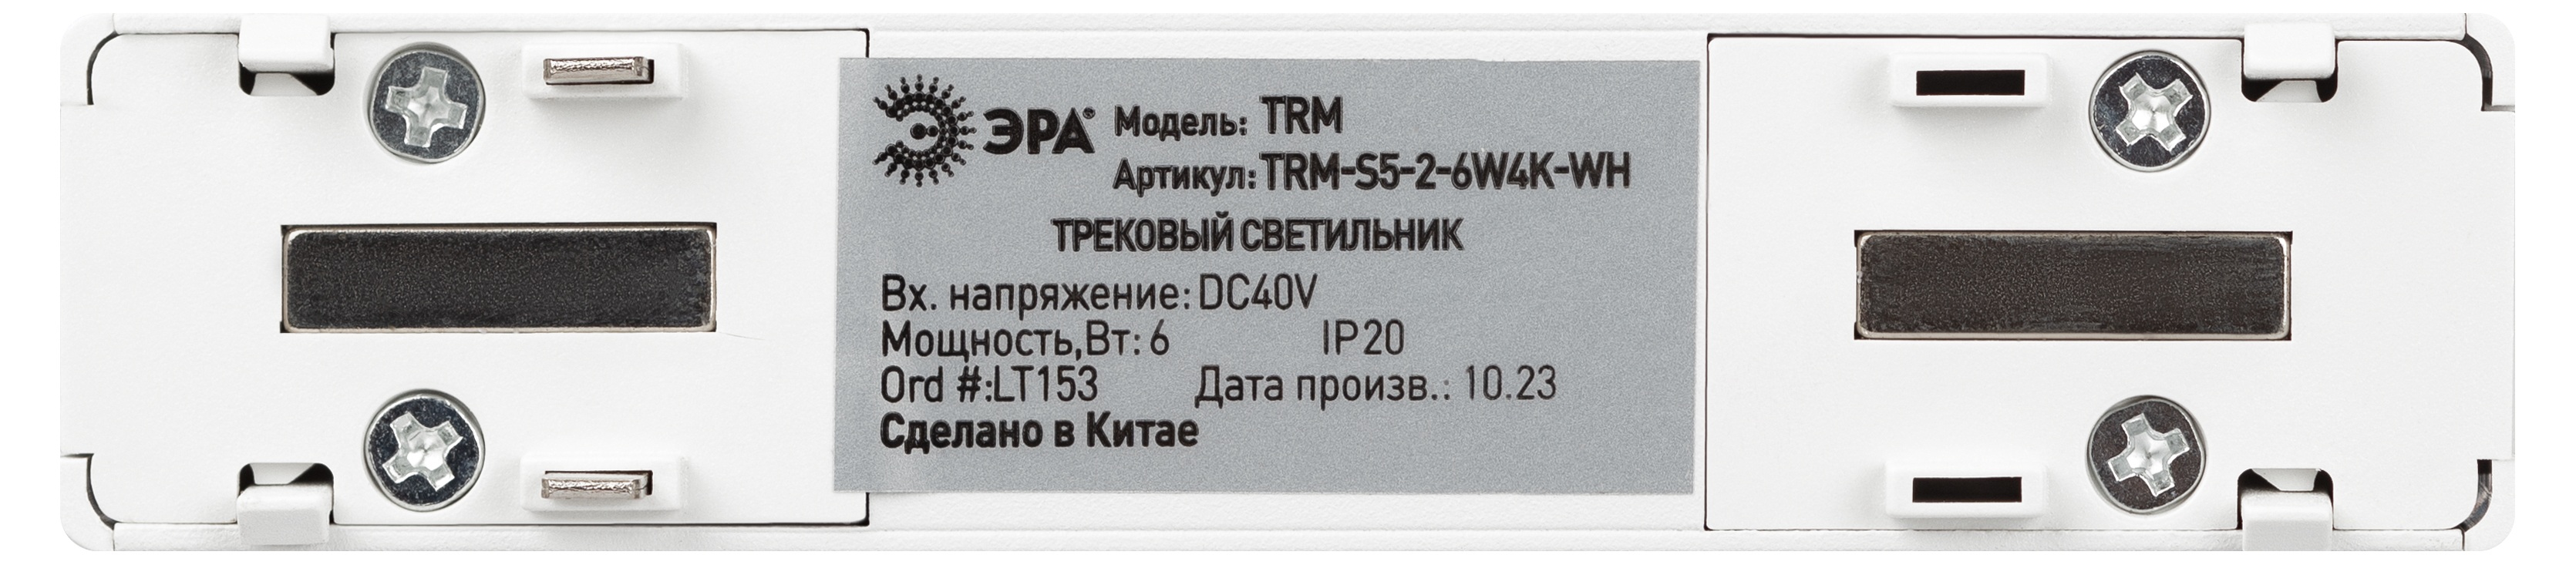 ЭРА® Модель: TRM
Артикул: TRM-S5-2-6W4K-WH
ТРЕКОВЫЙ СВЕТИЛЬНИК
Вх. напряжение: DC40V
Мощность,Вт: 6 IP20
Ord #:LT153 Дата произв.: 10.23
Сделано в Китае